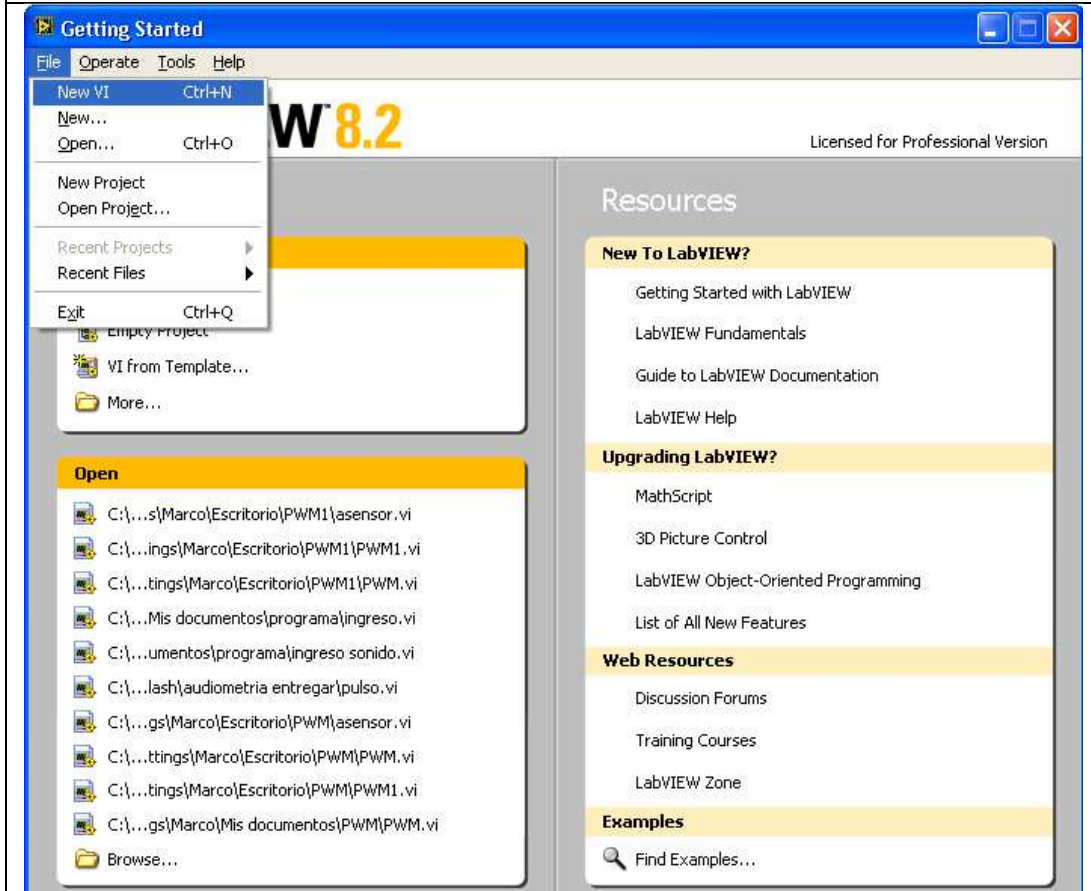 Getting Started
File Operate Tools Help
New VI Ctrl+N
New...
Open... Ctrl+O
New Project
Open Project...
Recent Projects
Recent Files
Exit Ctrl+Q
W 8.2
Licensed for Professional Version
Empty Project
VI from Template...
More...
Open
C:\...s\Marco\Escritorio\PWM1\asensor.vi
C:\...ings\Marco\Escritorio\PWM1\PWM1.vi
C:\...tings\Marco\Escritorio\PWM1\PWM.vi
C:\...Mis documentos\programa\ingreso.vi
C:\...umentos\programa\ingreso sonido.vi
C:\...lash\audiometria entregar\pulso.vi
C:\...gs\Marco\Escritorio\PWM\asensor.vi
C:\...ttings\Marco\Escritorio\PWM\PWM.vi
C:\...tings\Marco\Escritorio\PWM\PWM1.vi
C:\...gs\Marco\Mis documentos\PWM\PWM.vi
Browse...
Resources
New To LabVIEW?
Getting Started with LabVIEW
LabVIEW Fundamentals
Guide to LabVIEW Documentation
LabVIEW Help
Upgrading LabVIEW?
MathScript
3D Picture Control
LabVIEW Object-Oriented Programming
List of All New Features
Web Resources
Discussion Forums
Training Courses
LabVIEW Zone
Examples
Find Examples...